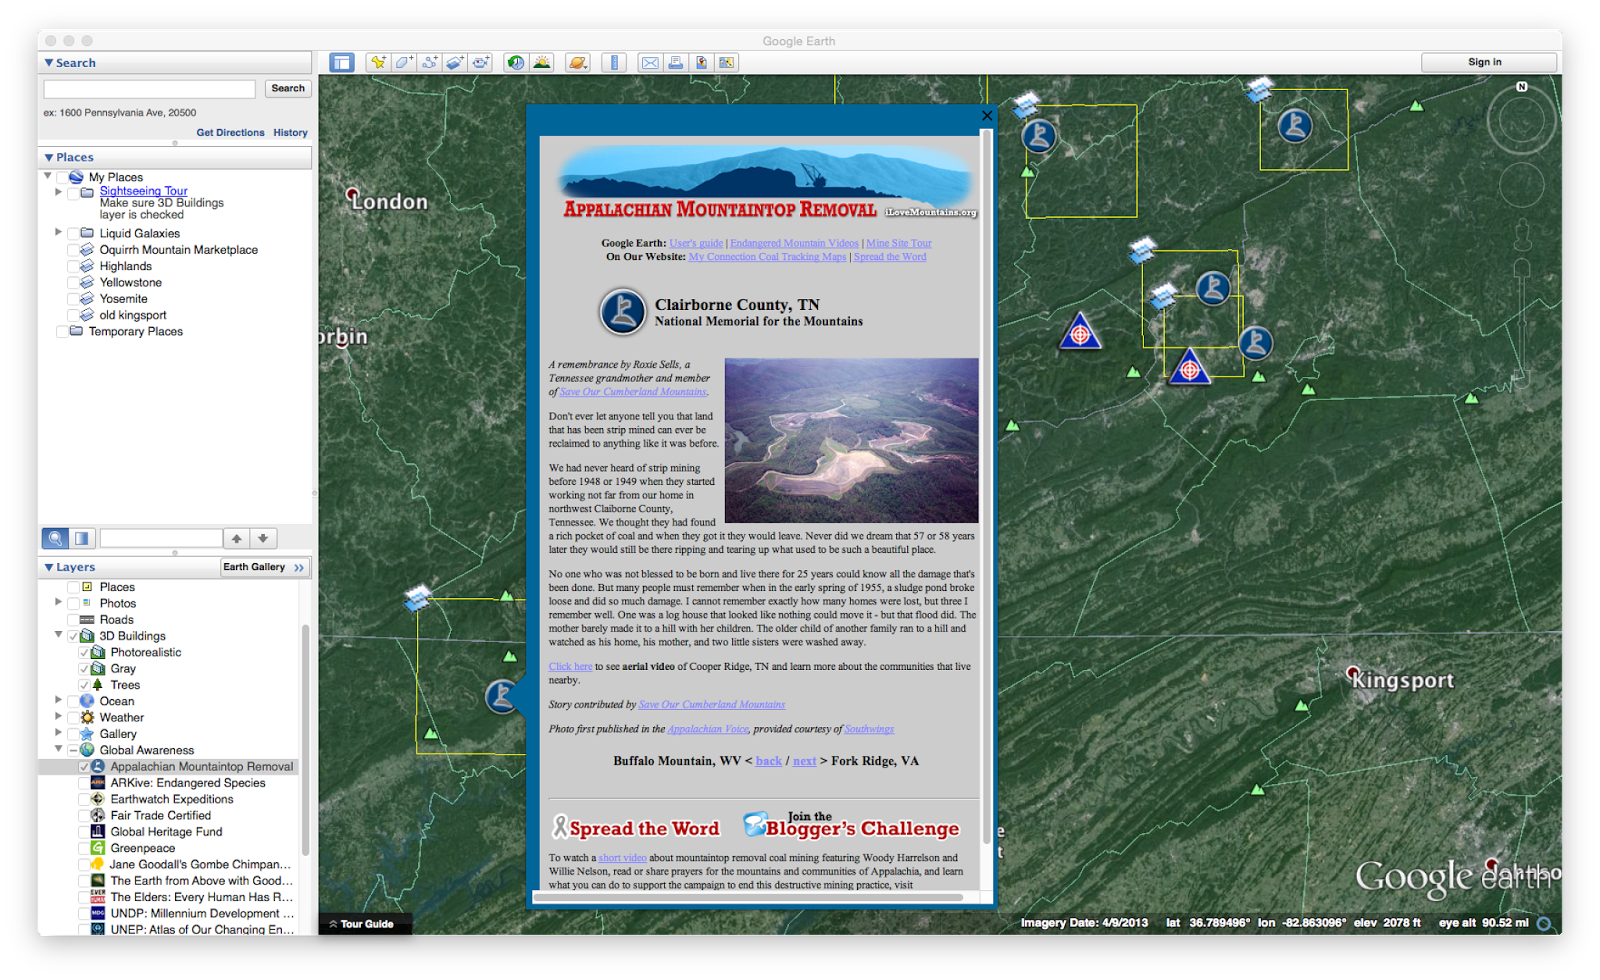 Google Earth
Search
Sign in
Search
ex: 1600 Pennsylvania Ave, 20500
Get Directions History
Places
My Places
Sightseeing Tour
Make sure 3D Buildings
layer is checked
Liquid Galaxies
Oquirrh Mountain Marketplace
Highlands
Yellowstone
Yosemite
old kingsport
Temporary Places
Layers
Earth Gallery >>
Places
Photos
Roads
3D Buildings
Photorealistic
Gray
Trees
Ocean
Weather
Gallery
Global Awareness
Appalachian Mountaintop Removal
ARKive: Endangered Species
Earthwatch Expeditions
Fair Trade Certified
Global Heritage Fund
Greenpeace
Jane Goodall's Gombe Chimpan...
The Earth from Above with Good...
The Elders: Every Human Has R...
UNDP: Millennium Development ...
UNEP: Atlas of Our Changing En...
London
orbin
N
APPALACHIAN MOUNTAINTOP REMOVAL iLoveMountains.org
Google Earth: User's guide | Endangered Mountain Videos | Mine Site Tour
On Our Website: My Connection Coal Tracking Maps | Spread the Word
Clairborne County, TN
National Memorial for the Mountains
A remembrance by Roxie Sells, a
Tennessee grandmother and member
of Save Our Cumberland Mountains.
Don't ever let anyone tell you that land
that has been strip mined can ever be
reclaimed to anything like it was before.
We had never heard of strip mining
before 1948 or 1949 when they started
working not far from our home in
northwest Claiborne County,
Tennessee. We thought they had found
a rich pocket of coal and when they got it they would leave. Never did we dream that 57 or 58 years
later they would still be there ripping and tearing up what used to be such a beautiful place.
No one who was not blessed to be born and live there for 25 years could know all the damage that's
been done. But many people must remember when in the early spring of 1955, a sludge pond broke
loose and did so much damage. I cannot remember exactly how many homes were lost, but three I
remember well. One was a log house that looked like nothing could move it - but that flood did. The
mother barely made it to a hill with her children. The older child of another family ran to a hill and
watched as his home, his mother, and two little sisters were washed away.
Click here to see aerial video of Cooper Ridge, TN and learn more about the communities that live
nearby.
Story contributed by Save Our Cumberland Mountains
Photo first published in the Appalachian Voice, provided courtesy of Southwings
Buffalo Mountain, WV < back / next > Fork Ridge, VA
Spread the Word
Join the
Blogger's Challenge
To watch a short video about mountaintop removal coal mining featuring Woody Harrelson and
Willie Nelson, read or share prayers for the mountains and communities of Appalachia, and learn
what you can do to support the campaign to end this destructive mining practice, visit
Kingsport
Johnso
Google earth
Tour Guide
Imagery Date: 4/9/2013 lat 36.789496° lon -82.863096° elev 2078 ft eye alt 90.52 mi